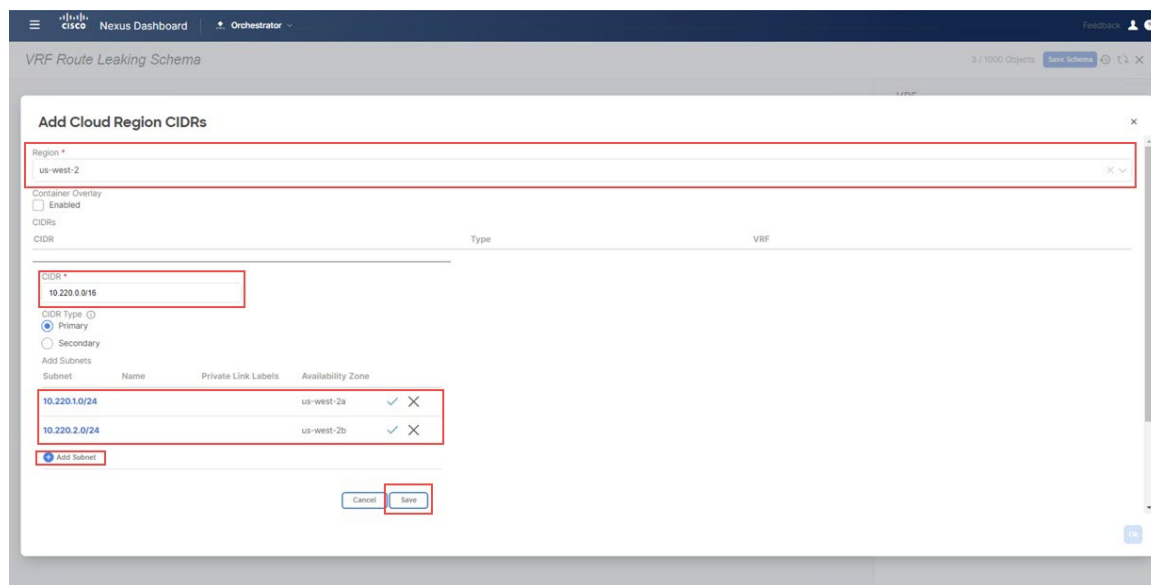 cisco Nexus Dashboard Orchestrator Feedback
VRF Route Leaking Schema 3 / 1000 Objects Save Schema
Add Cloud Region CIDRs
Region *
us-west-2
Container Overlay
Enabled
CIDRs
CIDR Type VRF
CIDR *
10.220.0.0/16
CIDR Type
Primary
Secondary
Add Subnets
Subnet Name Private Link Labels Availability Zone
10.220.1.0/24 us-west-2a
10.220.2.0/24 us-west-2b
Add Subnet
Cancel Save
Ok